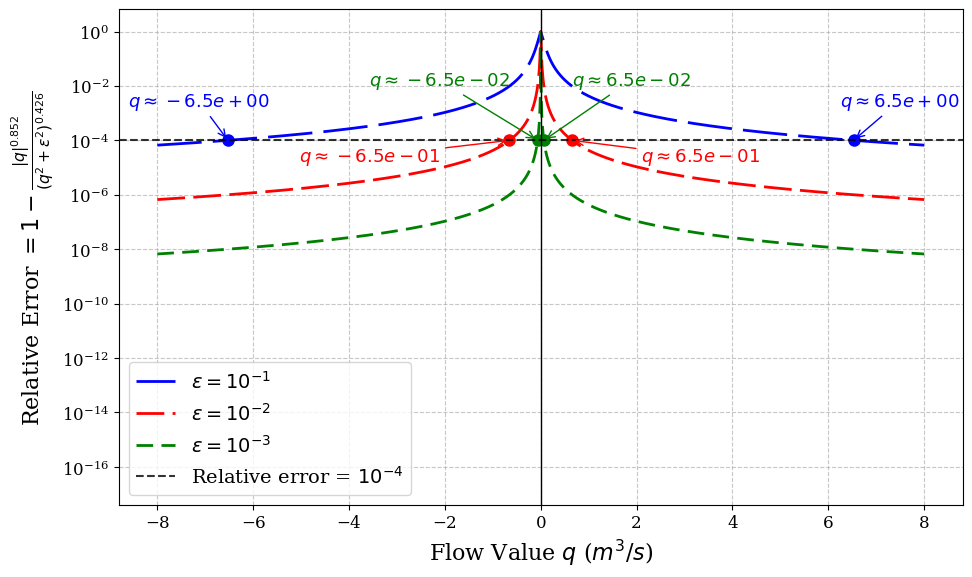 10⁰
10⁻²
10⁻⁴
10⁻⁶
10⁻⁸
10⁻¹⁰
10⁻¹²
10⁻¹⁴
10⁻¹⁶
Relative Error = 1 − |q|^0.852 / (q² + ε²)^0.426
q ≈ −6.5e − 02
q ≈ 6.5e − 02
q ≈ −6.5e + 00
q ≈ 6.5e + 00
q ≈ −6.5e − 01
q ≈ 6.5e − 01
ε = 10⁻¹
ε = 10⁻²
ε = 10⁻³
Relative error = 10⁻⁴
−8 −6 −4 −2 0 2 4 6 8
Flow Value q (m³/s)